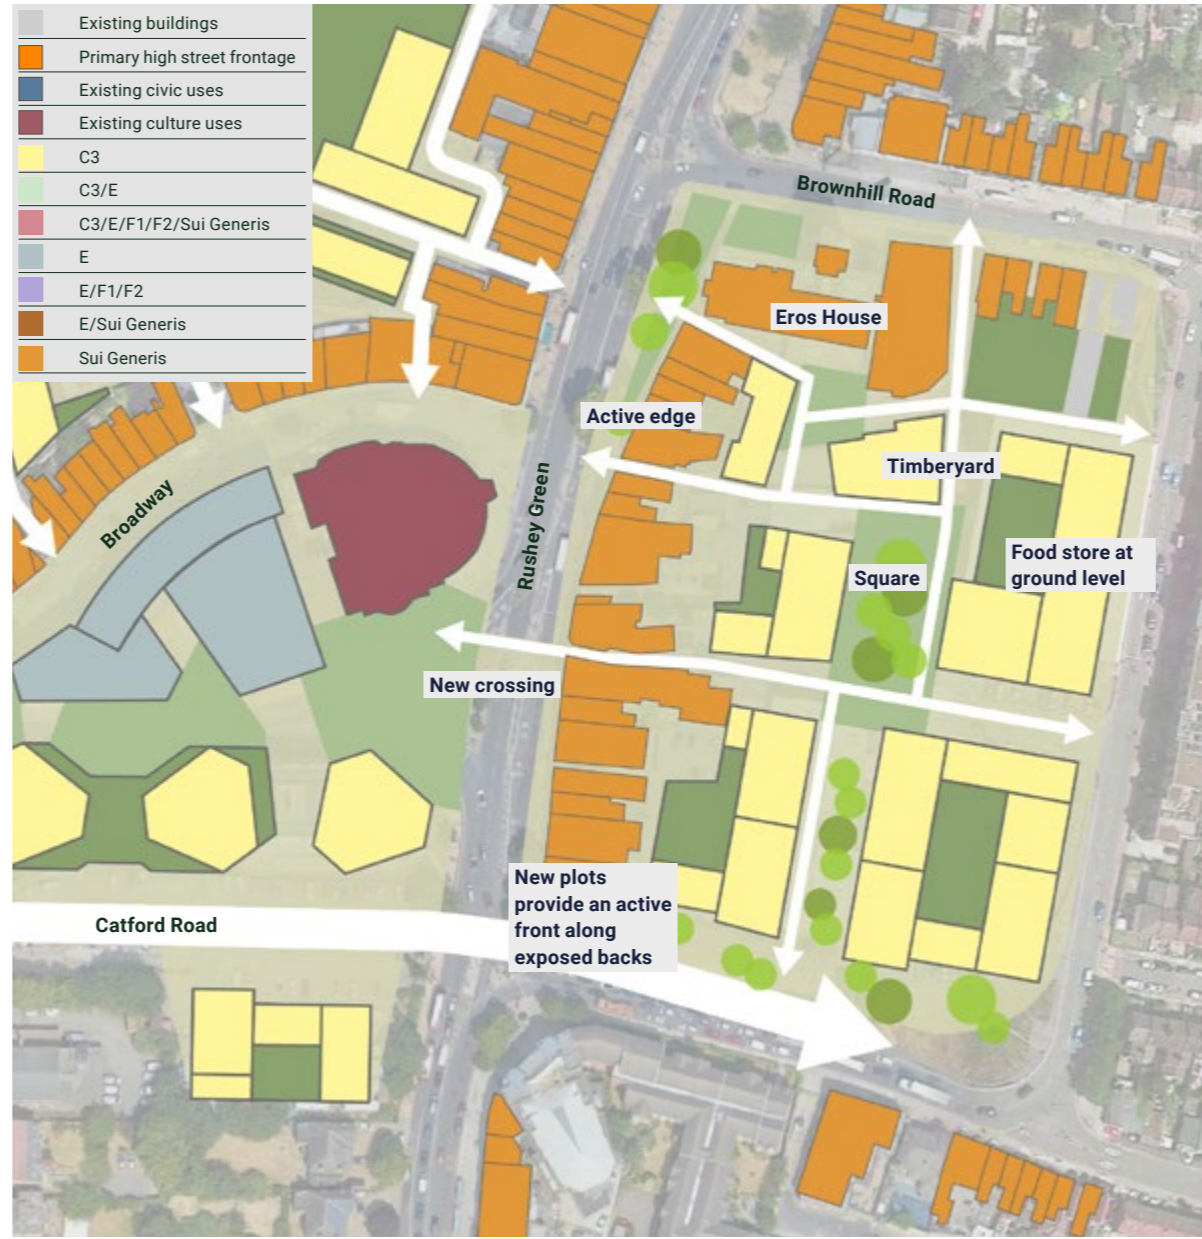 Existing buildings
Primary high street frontage
Existing civic uses
Existing culture uses
C3
C3/E
C3/E/F1/F2/Sui Generis
E
E/F1/F2
E/Sui Generis
Sui Generis
Brownhill Road
Eros House
Active edge
Timberyard
Broadway
Rushey Green
Food store at
ground level
Square
New crossing
New plots
provide an active
front along
exposed backs
Catford Road